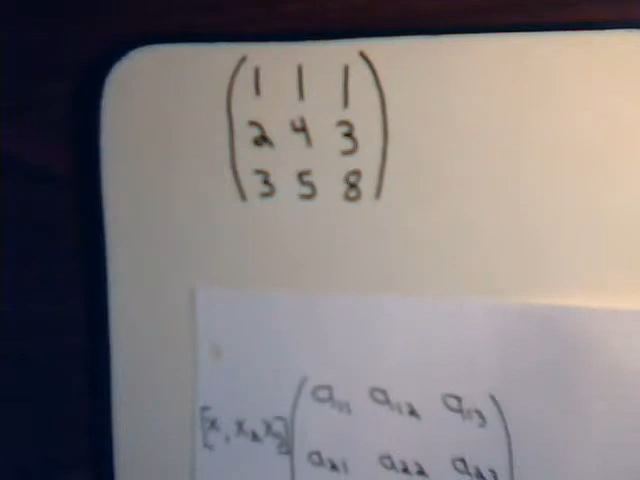 1 1 1
2 4 3
3 5 8
a₁₁ a₁₂ a₁₃
[x₁ x₂ x₃]
a₂₁ a₂₂ a₂₃